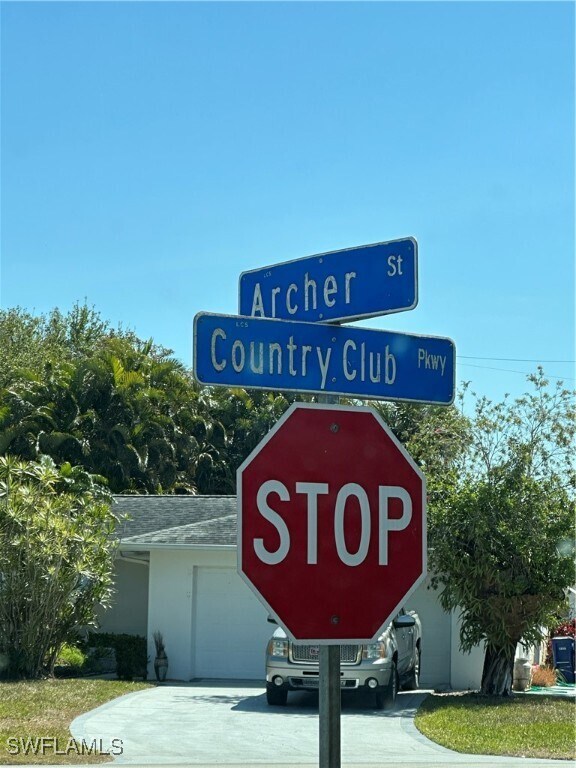 Archer St
Country Club Pkwy
STOP
SWFLAMLS